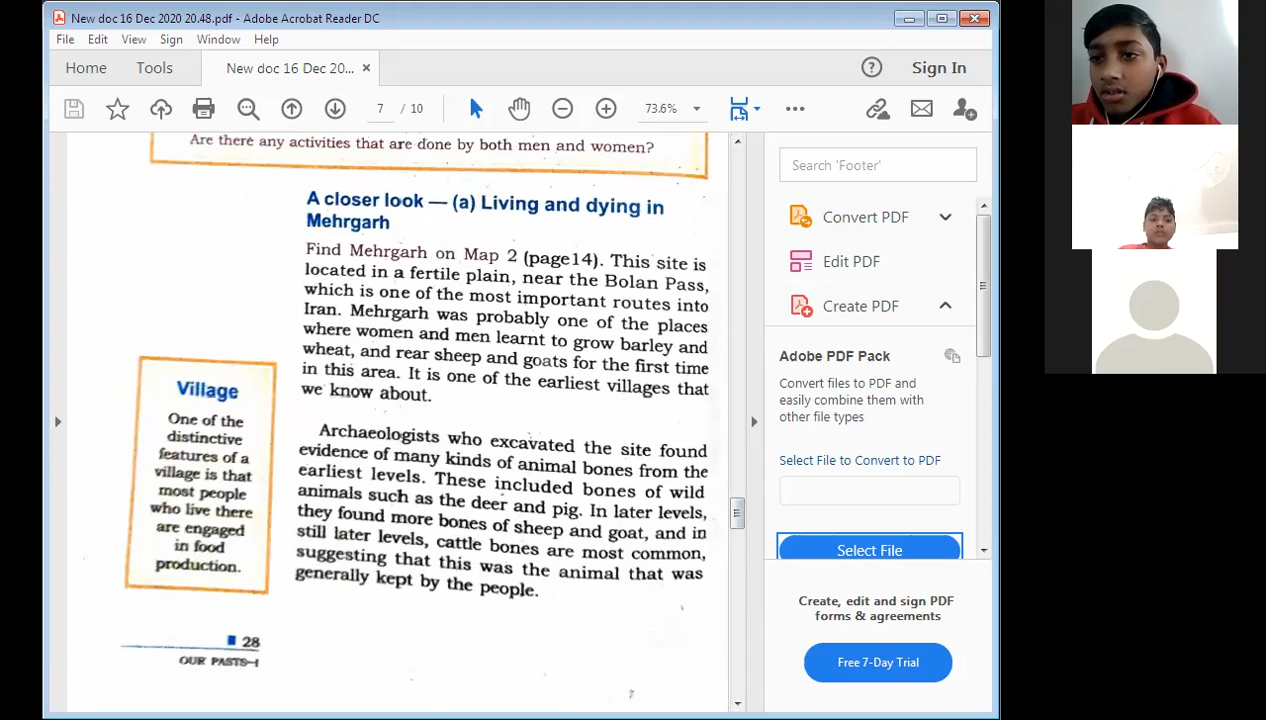 New doc 16 Dec 2020 20.48.pdf - Adobe Acrobat Reader DC
File Edit View Sign Window Help
Home Tools New doc 16 Dec 20... × Sign In
7 / 10 73.6%
Are there any activities that are done by both men and women?
A closer look — (a) Living and dying in
Mehrgarh
Find Mehrgarh on Map 2 (page14). This site is
located in a fertile plain, near the Bolan Pass,
which is one of the most important routes into
Iran. Mehrgarh was probably one of the places
where women and men learnt to grow barley and
wheat, and rear sheep and goats for the first time
in this area. It is one of the earliest villages that
we know about.
Village
One of the
distinctive
features of a
village is that
most people
who live there
are engaged
in food
production.
Archaeologists who excavated the site found
evidence of many kinds of animal bones from the
earliest levels. These included bones of wild
animals such as the deer and pig. In later levels,
they found more bones of sheep and goat, and in
still later levels, cattle bones are most common,
suggesting that this was the animal that was
generally kept by the people.
28
OUR PASTS–I
Search 'Footer'
Convert PDF
Edit PDF
Create PDF
Adobe PDF Pack
Convert files to PDF and
easily combine them with
other file types
Select File to Convert to PDF
Select File
Create, edit and sign PDF
forms & agreements
Free 7-Day Trial